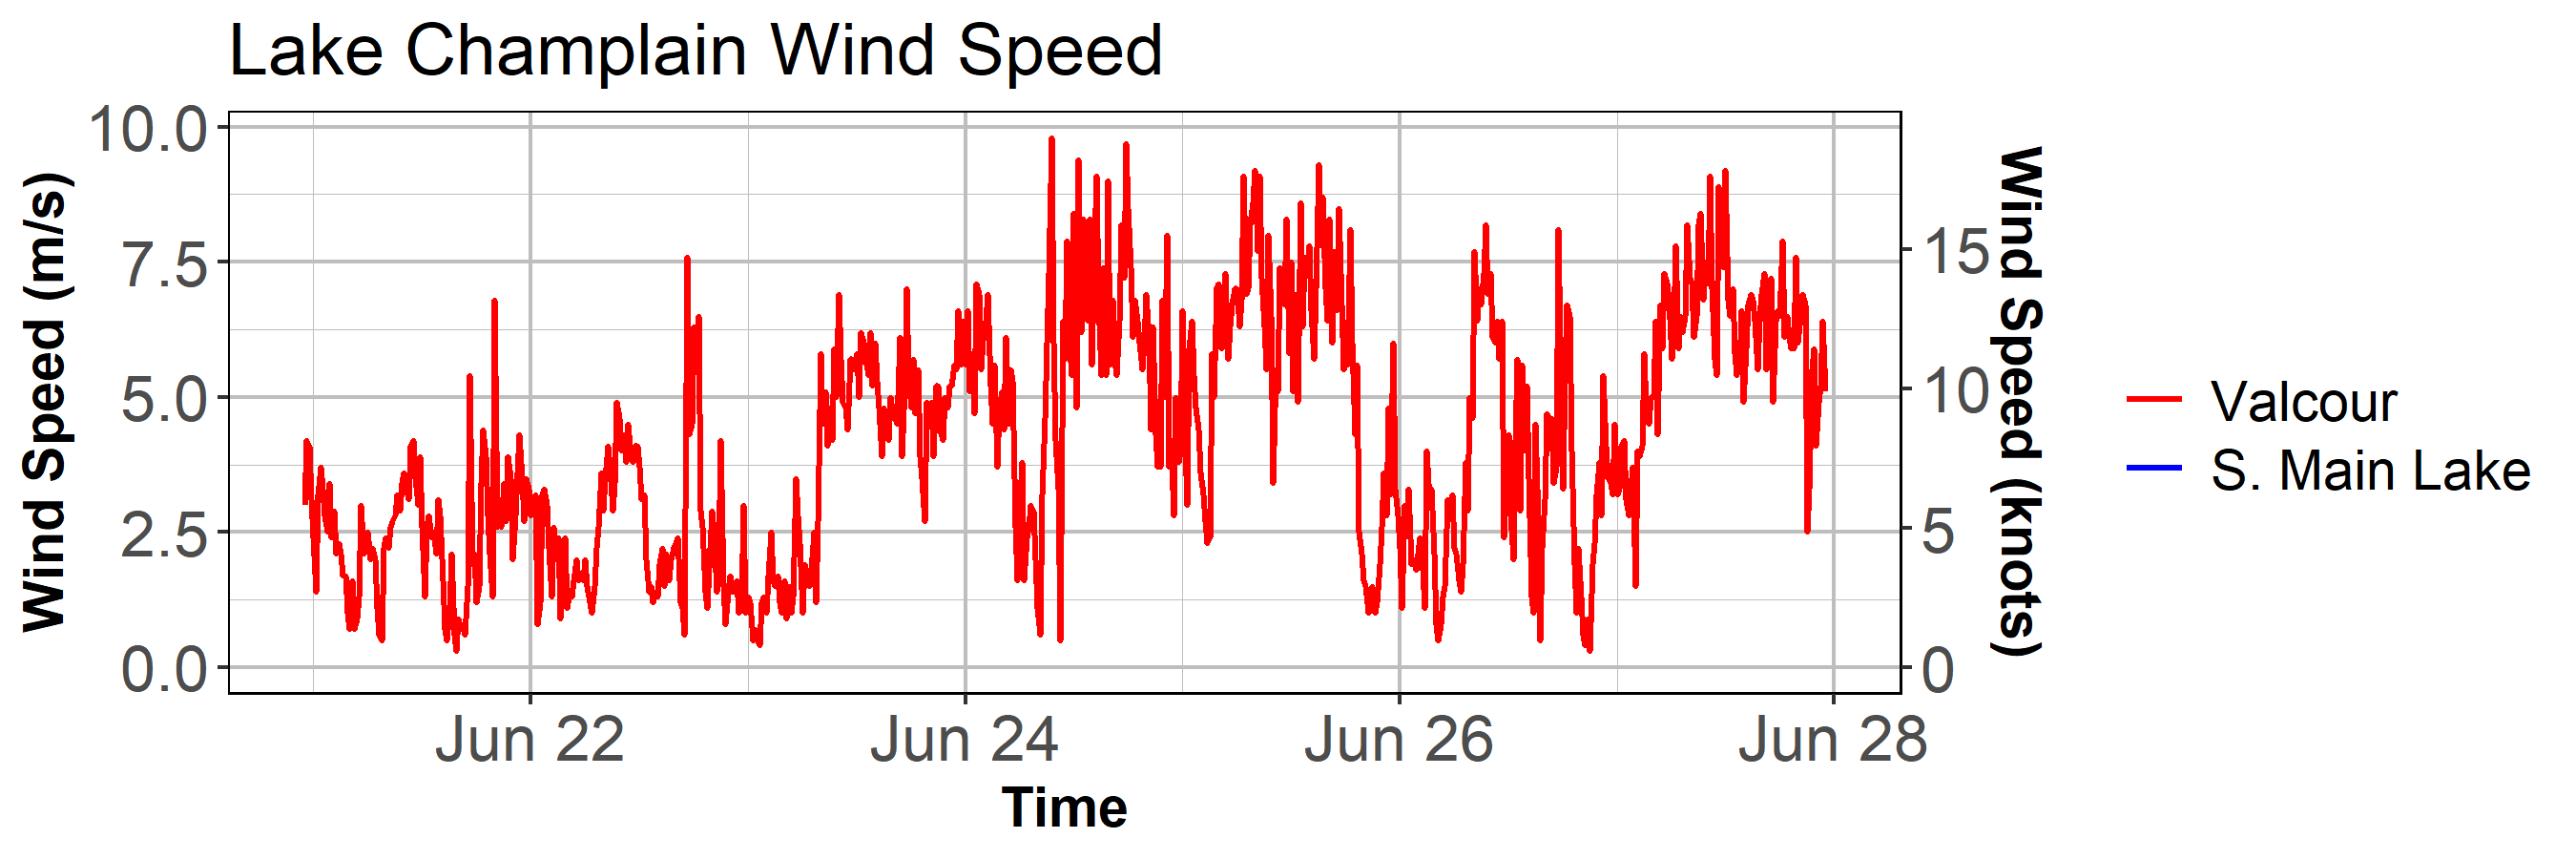 Lake Champlain Wind Speed
Wind Speed (m/s)
10.0
7.5
5.0
2.5
0.0
Wind Speed (knots)
15
10
5
0
Jun 22
Jun 24
Jun 26
Jun 28
Time
Valcour
S. Main Lake